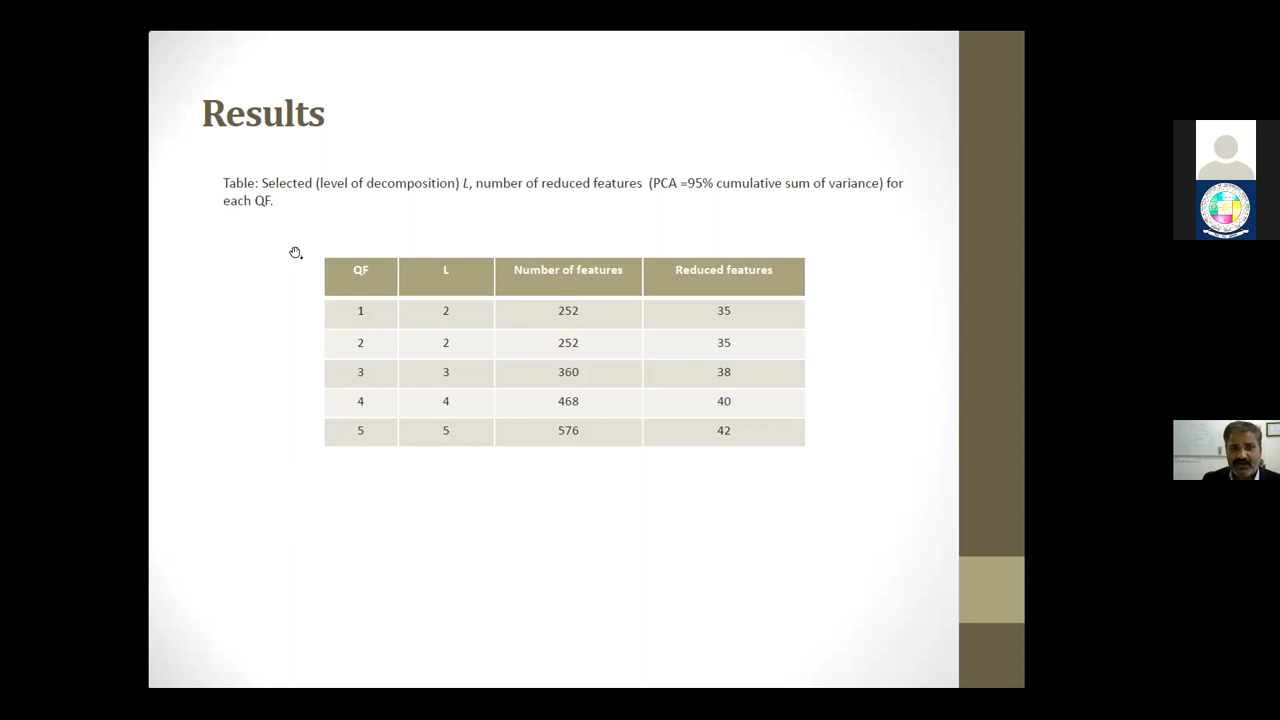 Results
Table: Selected (level of decomposition) L, number of reduced features (PCA =95% cumulative sum of variance) for
each QF.
QF L Number of features Reduced features
1 2 252 35
2 2 252 35
3 3 360 38
4 4 468 40
5 5 576 42